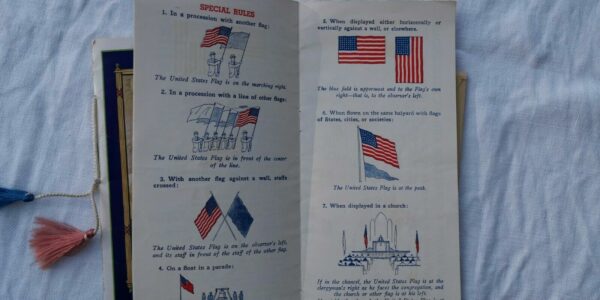 SPECIAL RULES
1. In a procession with another flag:
The United States Flag is on the marching right.
2. In a procession with a line of other flags:
The United States Flag is in front of the center
of the line.
3. With another flag against a wall, staffs
crossed:
The United States Flag is on the observer's left,
and its staff in front of the staff of the other flag.
4. On a float in a parade:
5. When displayed either horizontally or
vertically against a wall, or elsewhere.
The blue field is uppermost and to the Flag's own
right—that is, to the observer's left.
6. When flown on the same halyard with flags
of States, cities, or societies:
The United States Flag is at the peak.
7. When displayed in a church:
If in the chancel, the United States Flag is at the
clergyman's right as he faces the congregation, and
the church or other flag is at his left.